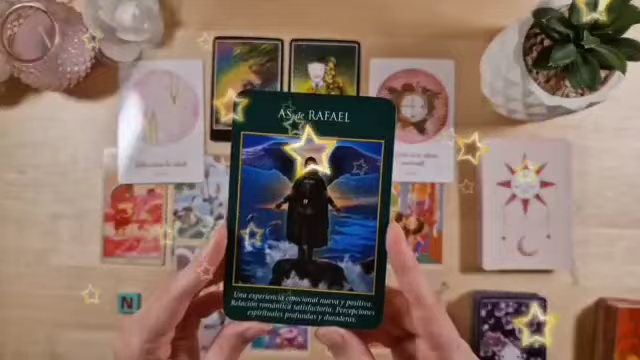 AS de RAFAEL
Una experiencia emocional nueva y positiva.
Relación romántica satisfactoria. Percepciones
espirituales profundas y duraderas.
N